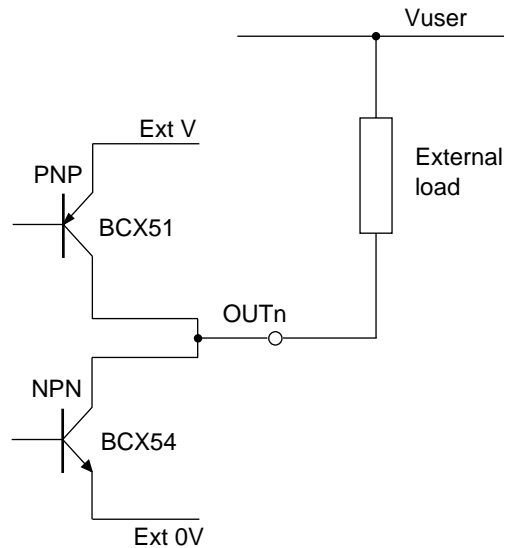 Vuser
Ext V
PNP
External
load
BCX51
OUTn
NPN
BCX54
Ext 0V